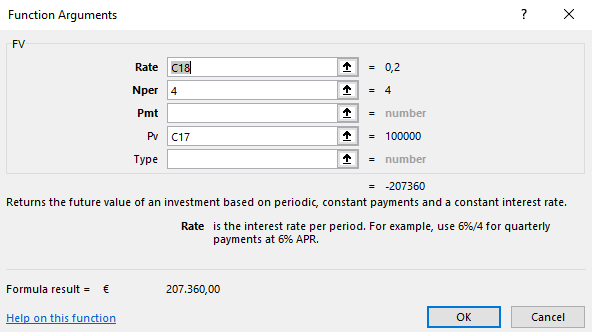 Function Arguments ? ×
FV
Rate C18 = 0,2
Nper 4 = 4
Pmt = number
Pv C17 = 100000
Type = number
= -207360
Returns the future value of an investment based on periodic, constant payments and a constant interest rate.
Rate is the interest rate per period. For example, use 6%/4 for quarterly
payments at 6% APR.
Formula result = € 207.360,00
Help on this function OK Cancel